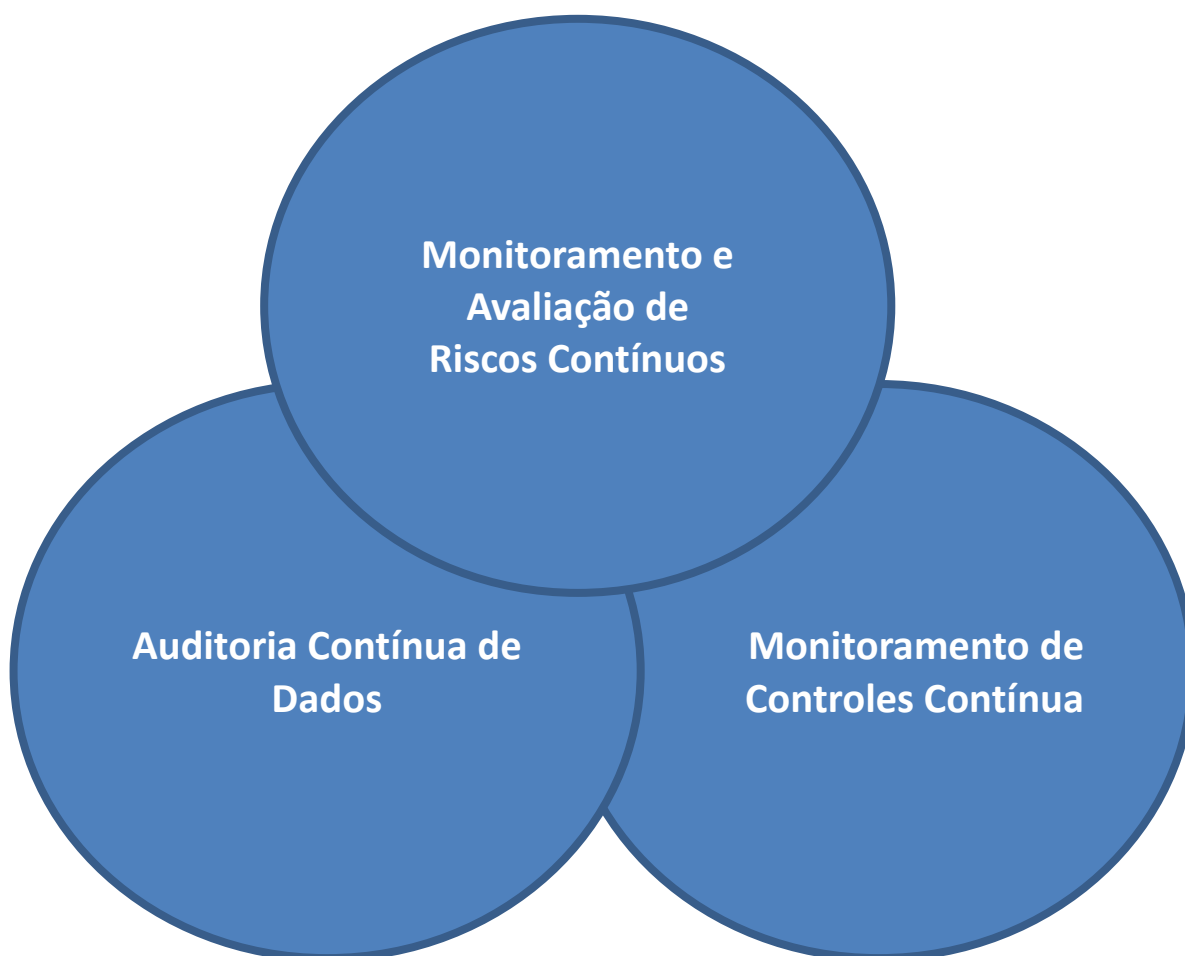 Monitoramento e
Avaliação de
Riscos Contínuos
Auditoria Contínua de
Dados
Monitoramento de
Controles Contínua